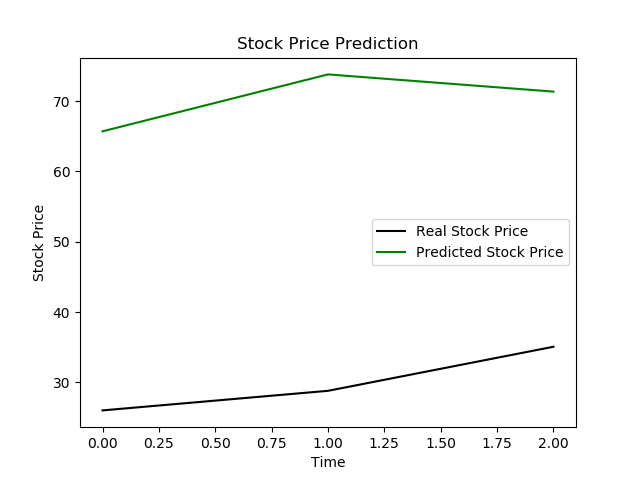 Stock Price Prediction
70
60
50
40
30
Stock Price
Real Stock Price
Predicted Stock Price
0.00 0.25 0.50 0.75 1.00 1.25 1.50 1.75 2.00
Time